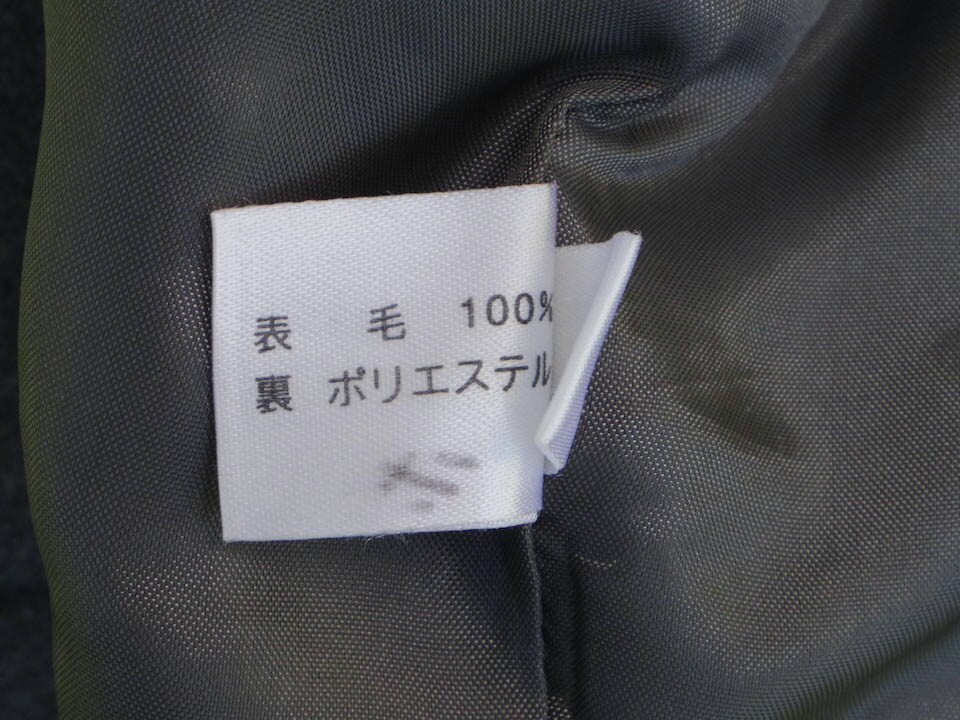 表 毛 100%
裏 ポリエステル